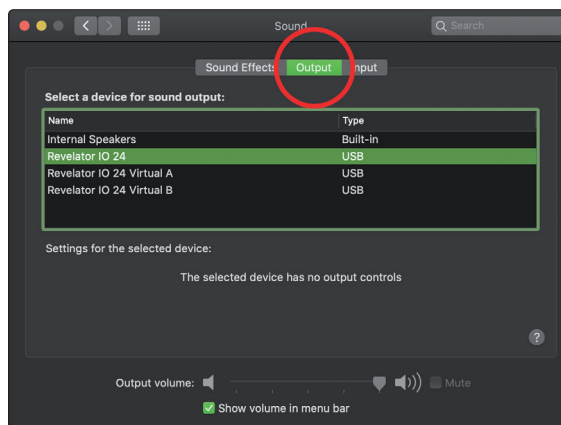 Sound
Search
Sound Effects Output Input
Select a device for sound output:
Name Type
Internal Speakers Built-in
Revelator IO 24 USB
Revelator IO 24 Virtual A USB
Revelator IO 24 Virtual B USB
Settings for the selected device:
The selected device has no output controls
?
Output volume: Mute
Show volume in menu bar